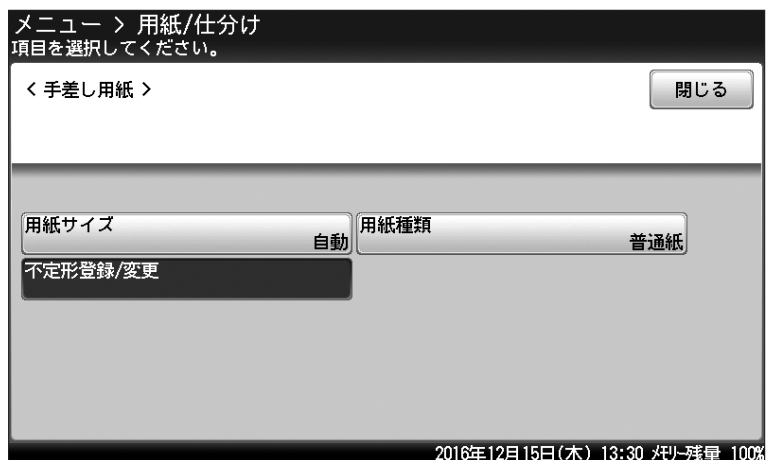 メニュー > 用紙/仕分け
項目を選択してください。
< 手差し用紙 >
閉じる
用紙サイズ
自動
用紙種類
普通紙
不定形登録/変更
2016年12月15日(木) 13:30 ﾒﾓﾘｰ残量 100%